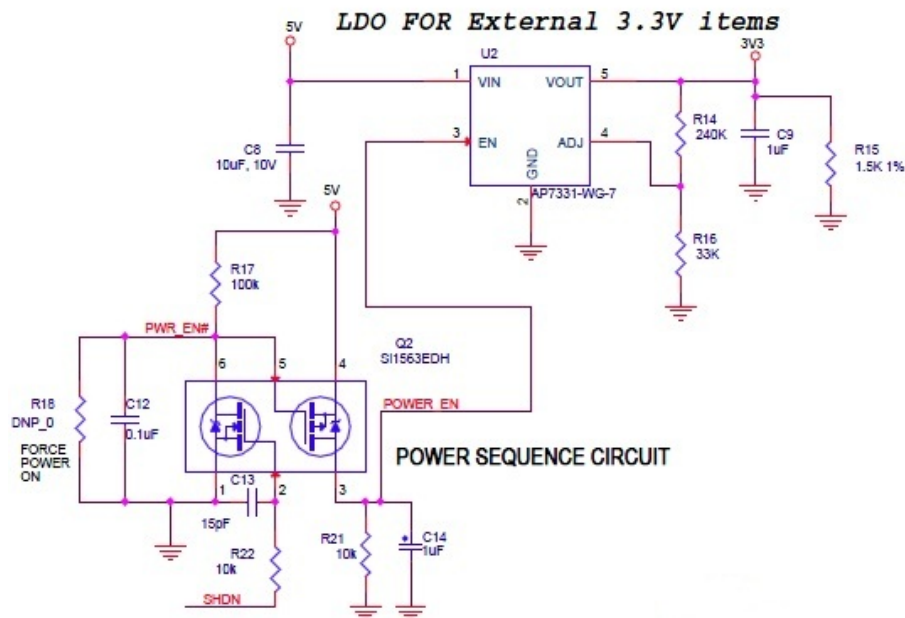 LDO FOR External 3.3V items
5V
3V3
U2
1
VIN
VOUT
5
R14
240K
C9
1uF
R15
1.5K 1%
C8
10uF, 10V
3
EN
ADJ
4
GND
2
AP7331-WG-7
5V
R16
33K
R17
100k
PWR_EN#
6
5
4
Q2
SI1563EDH
R18
DNP_0
FORCE
POWER
ON
C12
0.1uF
POWER_EN
POWER SEQUENCE CIRCUIT
1
C13
2
3
15pF
R22
10k
R21
10k
C14
1uF
SHDN